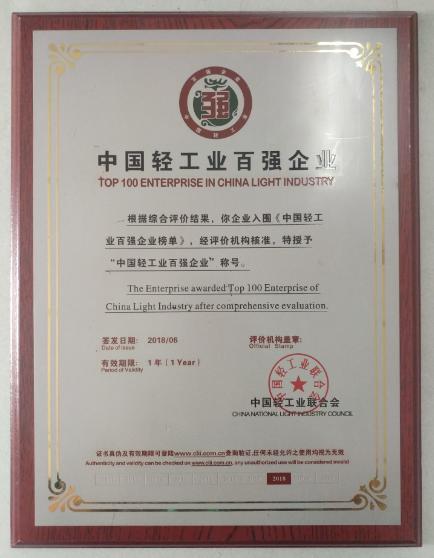 强
中国轻工业百强企业
TOP 100 ENTERPRISE IN CHINA LIGHT INDUSTRY
根据综合评价结果，你企业入围《中国轻工
业百强企业榜单》，经评价机构核准，特授予
“中国轻工业百强企业”称号。
The Enterprise awarded Top 100 Enterprise of
China Light Industry after comprehensive evaluation.
签发日期： 2018/06
Date of Issue
有效期限： 1 年（1 Year）
Period of Validity
评价机构盖章：
Official Stamp
中国轻工业联合会
中国轻工业联合会
CHINA NATIONAL LIGHT INDUSTRY COUNCIL
证书真伪及有效期限可登陆www.clii.com.cn查询验证,任何未经允许之使用均视为无效
Authenticity and validity can be checked on www.clii.com.cn, any unauthorized use will be considered invalid
2018